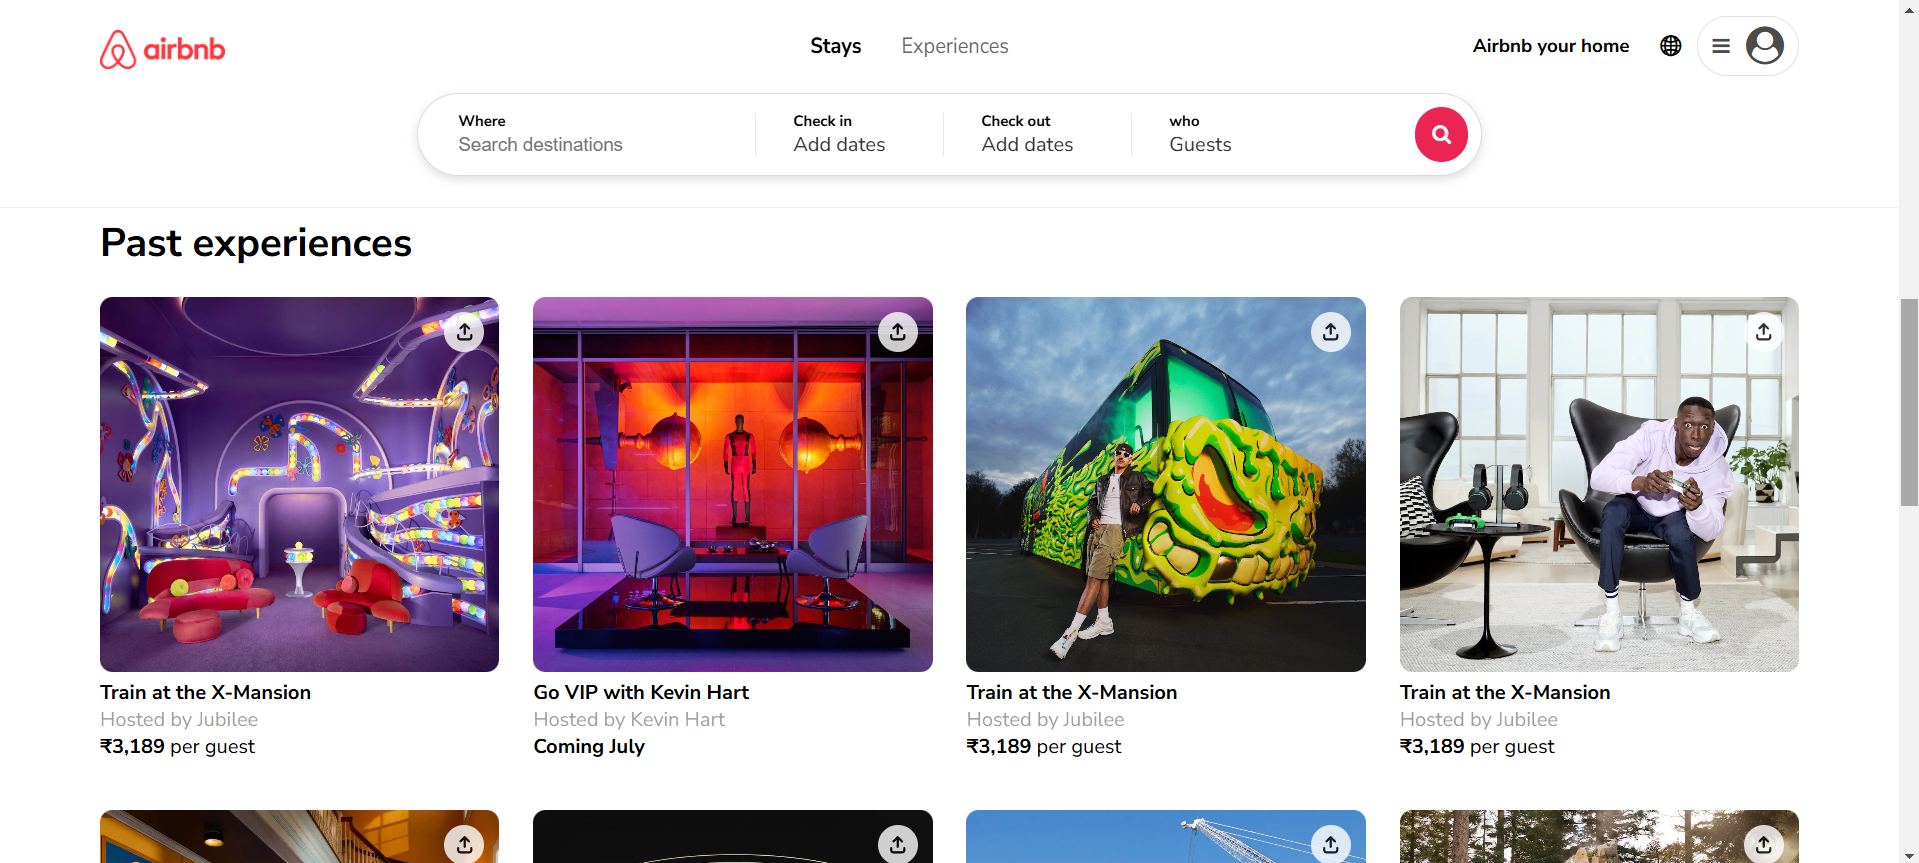 airbnb
Stays
Experiences
Airbnb your home
Where
Search destinations
Check in
Add dates
Check out
Add dates
who
Guests
Past experiences
Train at the X-Mansion
Hosted by Jubilee
₹3,189 per guest
Go VIP with Kevin Hart
Hosted by Kevin Hart
Coming July
Train at the X-Mansion
Hosted by Jubilee
₹3,189 per guest
Train at the X-Mansion
Hosted by Jubilee
₹3,189 per guest